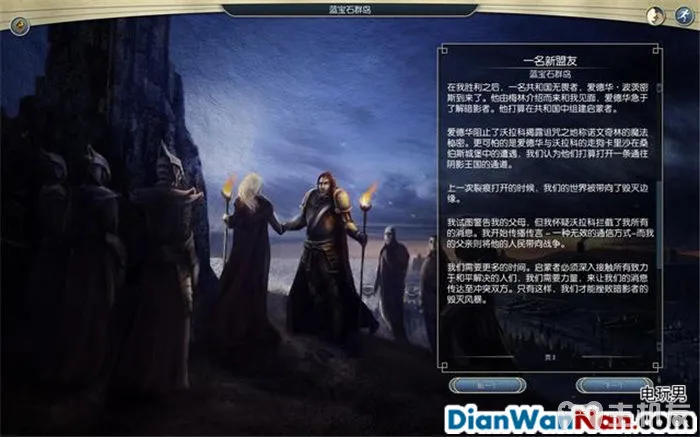 蓝宝石群岛
一名新盟友
蓝宝石群岛
在我胜利之后，一名共和国无畏者，爱德华·波茨密
斯到来了。他由梅林介绍而来和我见面，爱德华急于
了解暗影者。他打算在共和国中组建启蒙者。
爱德华阻止了沃拉科揭露诅咒之地称诺文奇林的魔法
秘密。更可怕的是爱德华与沃拉科的走狗卡里沙在桑
伯斯城堡中的遭遇，我们认为他们打算打开一条通往
阴影王国的通道。
上一次裂痕打开的时候，我们的世界被带向了毁灭边
缘。
我试图警告我的父母，但我怀疑沃拉科拦截了我所有
的消息。我开始传播传言 - 一种无效的通信方式-而我
的父亲则将他的人民带向战争。
我们需要更多的时间。启蒙者必须深入接触所有致力
于和平解决的人们，我们需要力量，来让我们的消息
传达至冲突双方。只有这样，我们才能挫败暗影者的
毁灭风暴。
页 2
前一个
下一个
电玩男
DianWanNan.com